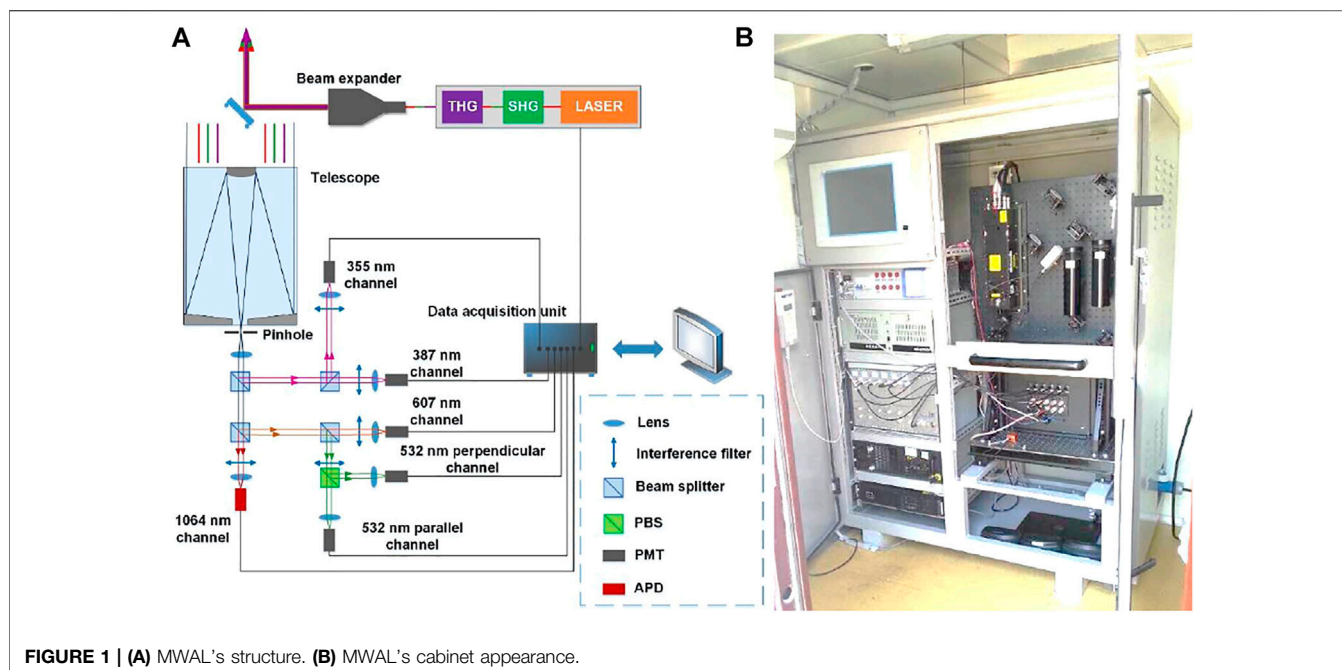 A
B
Beam expander
THG
SHG
LASER
Telescope
355 nm
channel
Pinhole
Data acquisition unit
387 nm
channel
607 nm
channel
532 nm perpendicular
channel
1064 nm
channel
532 nm parallel
channel
Lens
Interference filter
Beam splitter
PBS
PMT
APD
FIGURE 1 | (A) MWAL's structure. (B) MWAL's cabinet appearance.